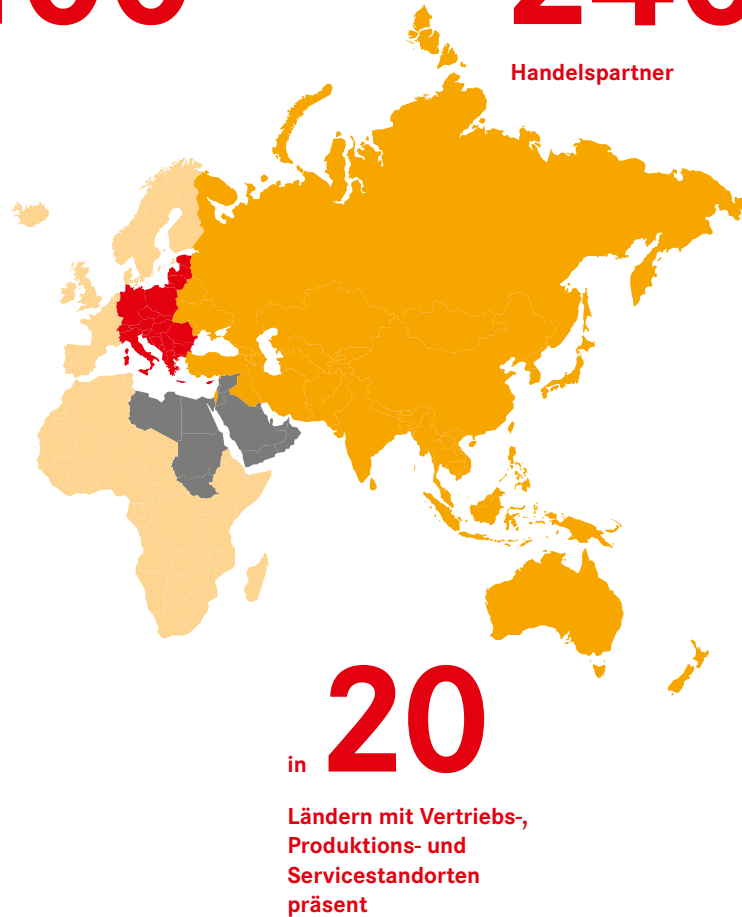 Handelspartner
in 20
Ländern mit Vertriebs-,
Produktions- und
Servicestandorten
präsent